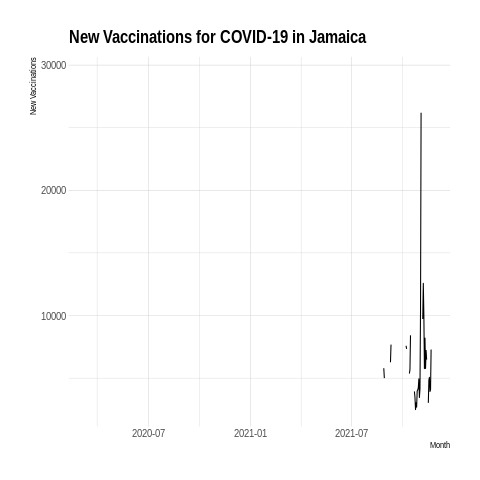 New Vaccinations for COVID-19 in Jamaica
New Vaccinations
30000
20000
10000
2020-07
2021-01
2021-07
Month